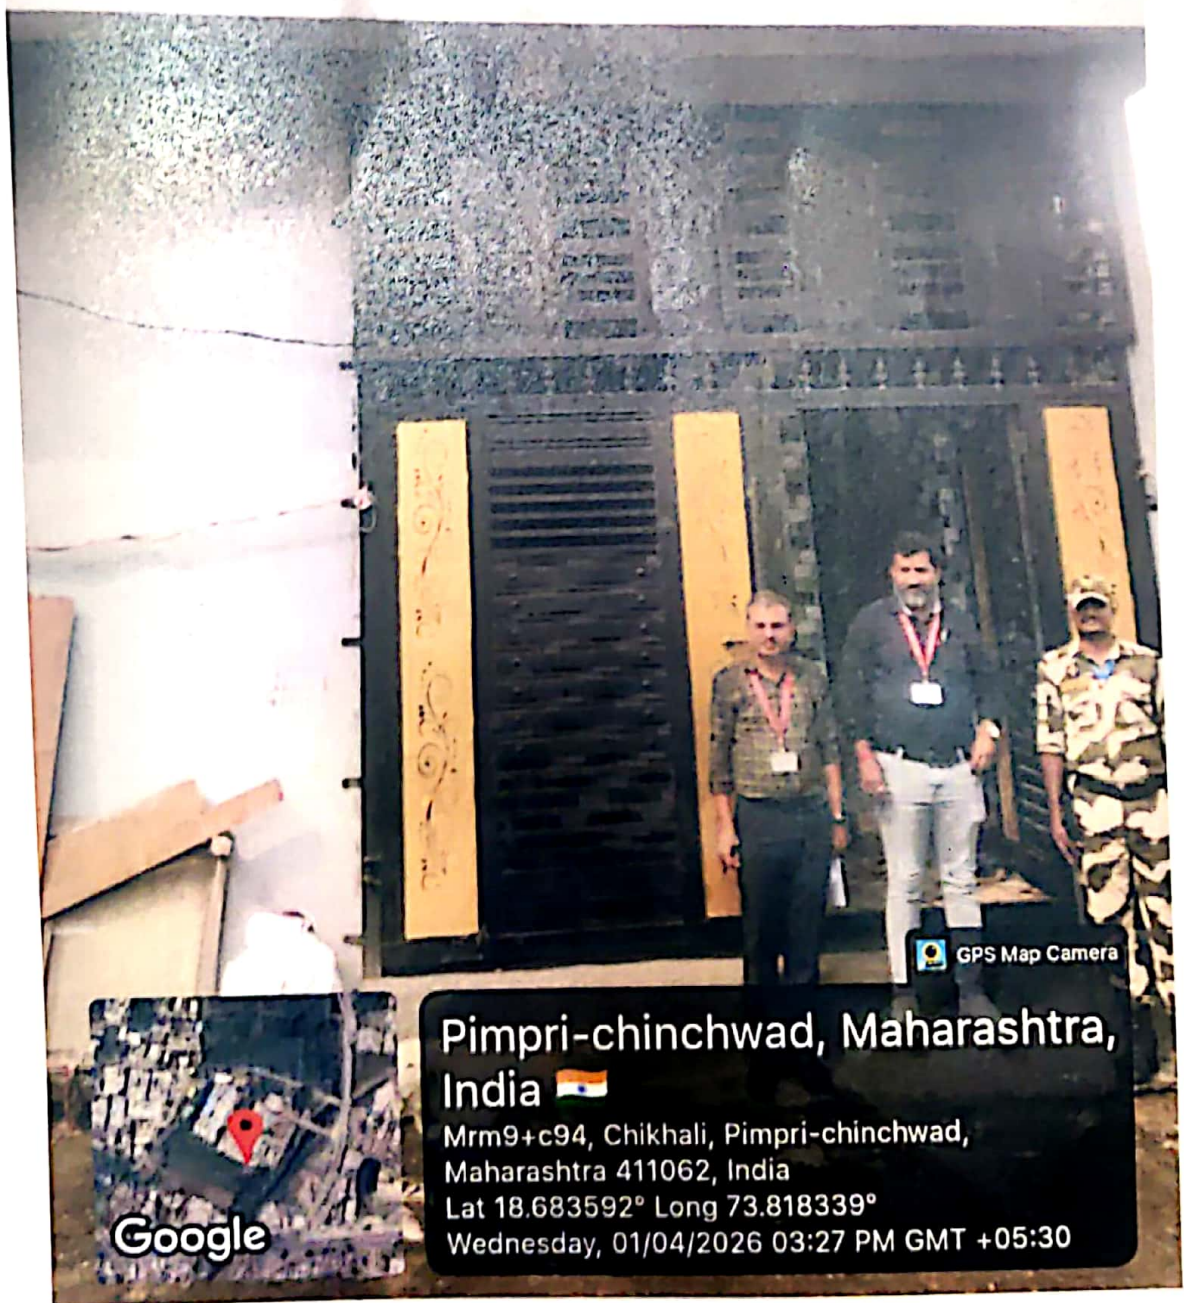 GPS Map Camera
Pimpri-chinchwad, Maharashtra,
India
Mrm9+c94, Chikhali, Pimpri-chinchwad,
Maharashtra 411062, India
Lat 18.683592° Long 73.818339°
Wednesday, 01/04/2026 03:27 PM GMT +05:30
Google